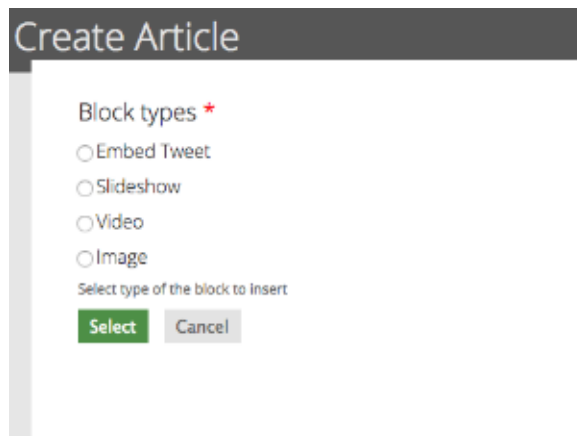 Create Article
Block types *
Embed Tweet
Slideshow
Video
Image
Select type of the block to insert
Select Cancel